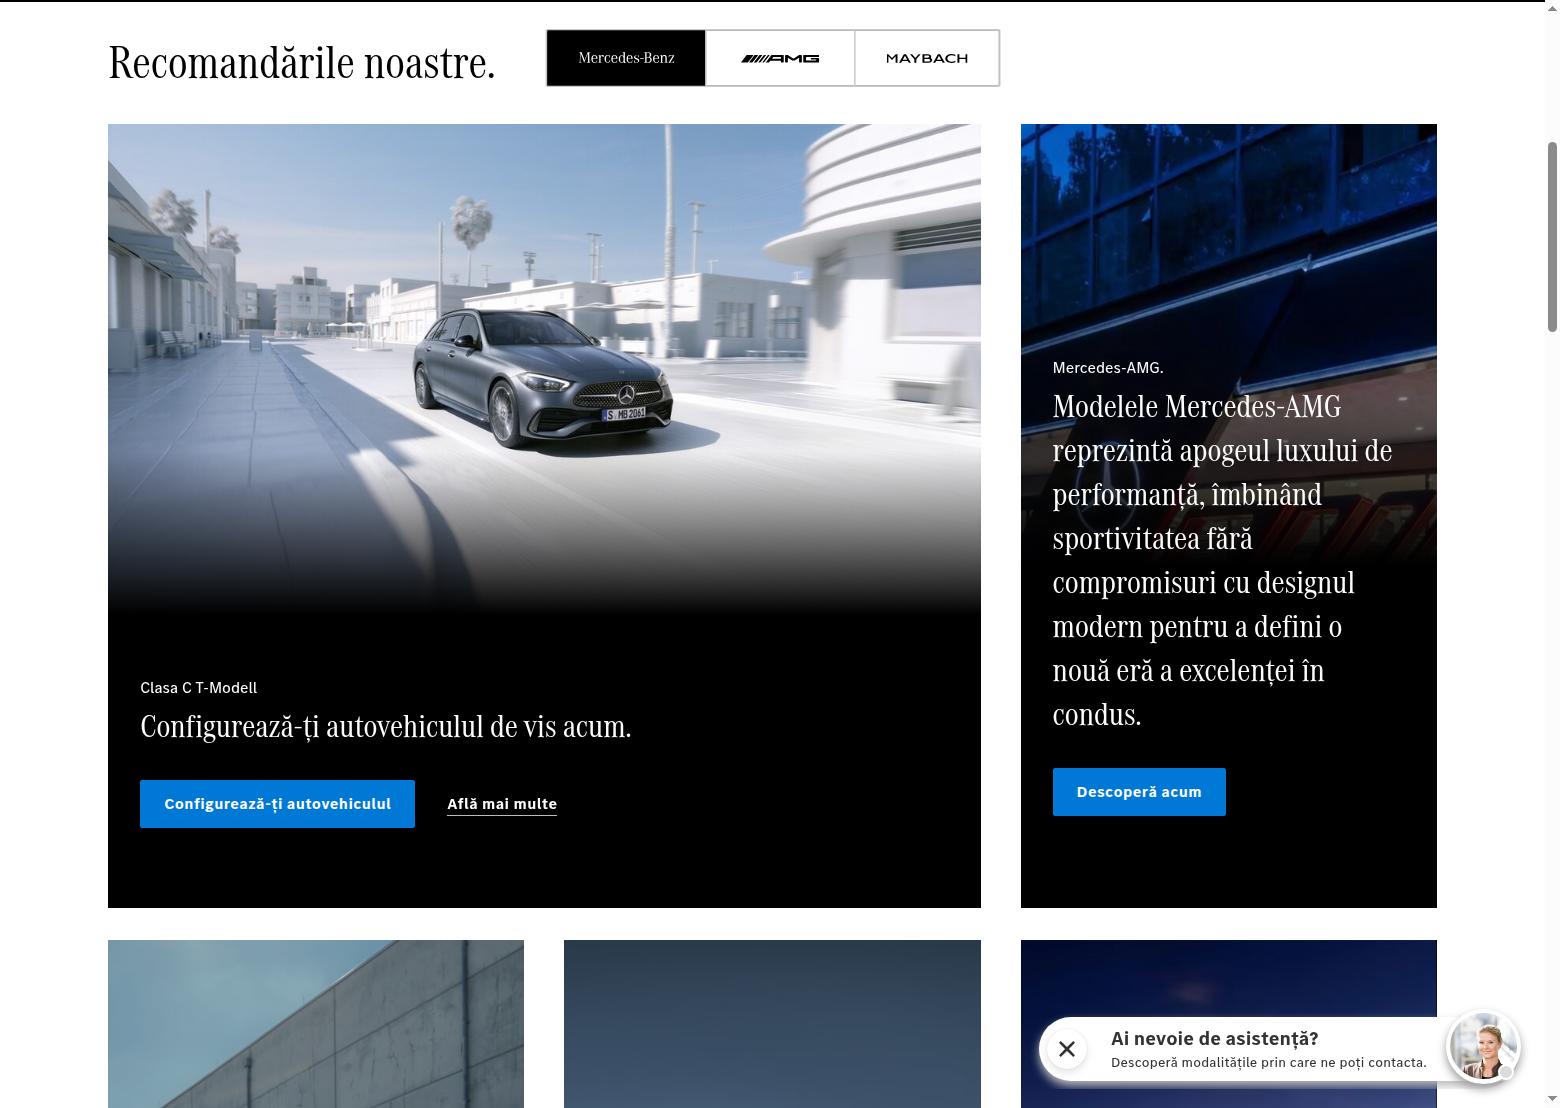 Recomandările noastre.
Mercedes-Benz
AMG
MAYBACH
S MB 2061
Clasa C T-Modell
Configurează-ți autovehiculul de vis acum.
Configurează-ți autovehiculul
Află mai multe
Mercedes-AMG.
Modelele Mercedes-AMG
reprezintă apogeul luxului de
performanță, îmbinând
sportivitatea fără
compromisuri cu designul
modern pentru a defini o
nouă eră a excelenței în
condus.
Descoperă acum
Ai nevoie de asistență?
Descoperă modalitățile prin care ne poți contacta.